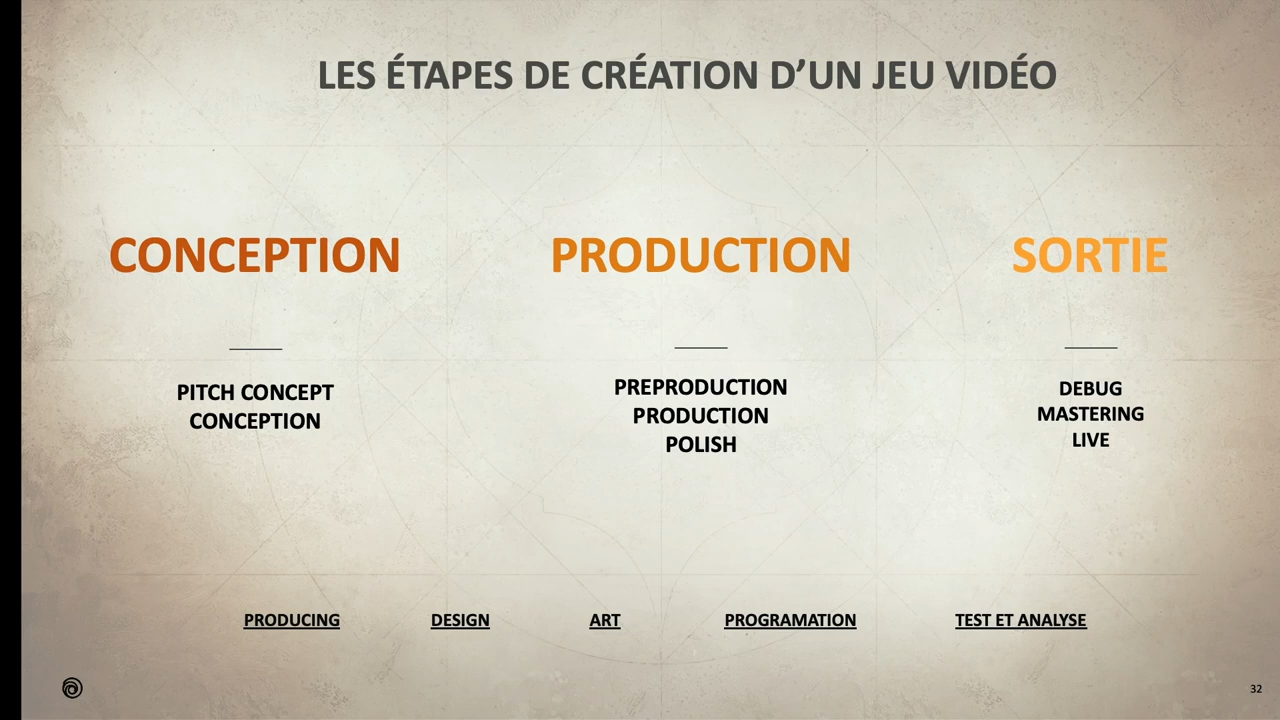 LES ÉTAPES DE CRÉATION D’UN JEU VIDÉO
CONCEPTION
PITCH CONCEPT
CONCEPTION
PRODUCTION
PREPRODUCTION
PRODUCTION
POLISH
SORTIE
DEBUG
MASTERING
LIVE
PRODUCING
DESIGN
ART
PROGRAMATION
TEST ET ANALYSE
32